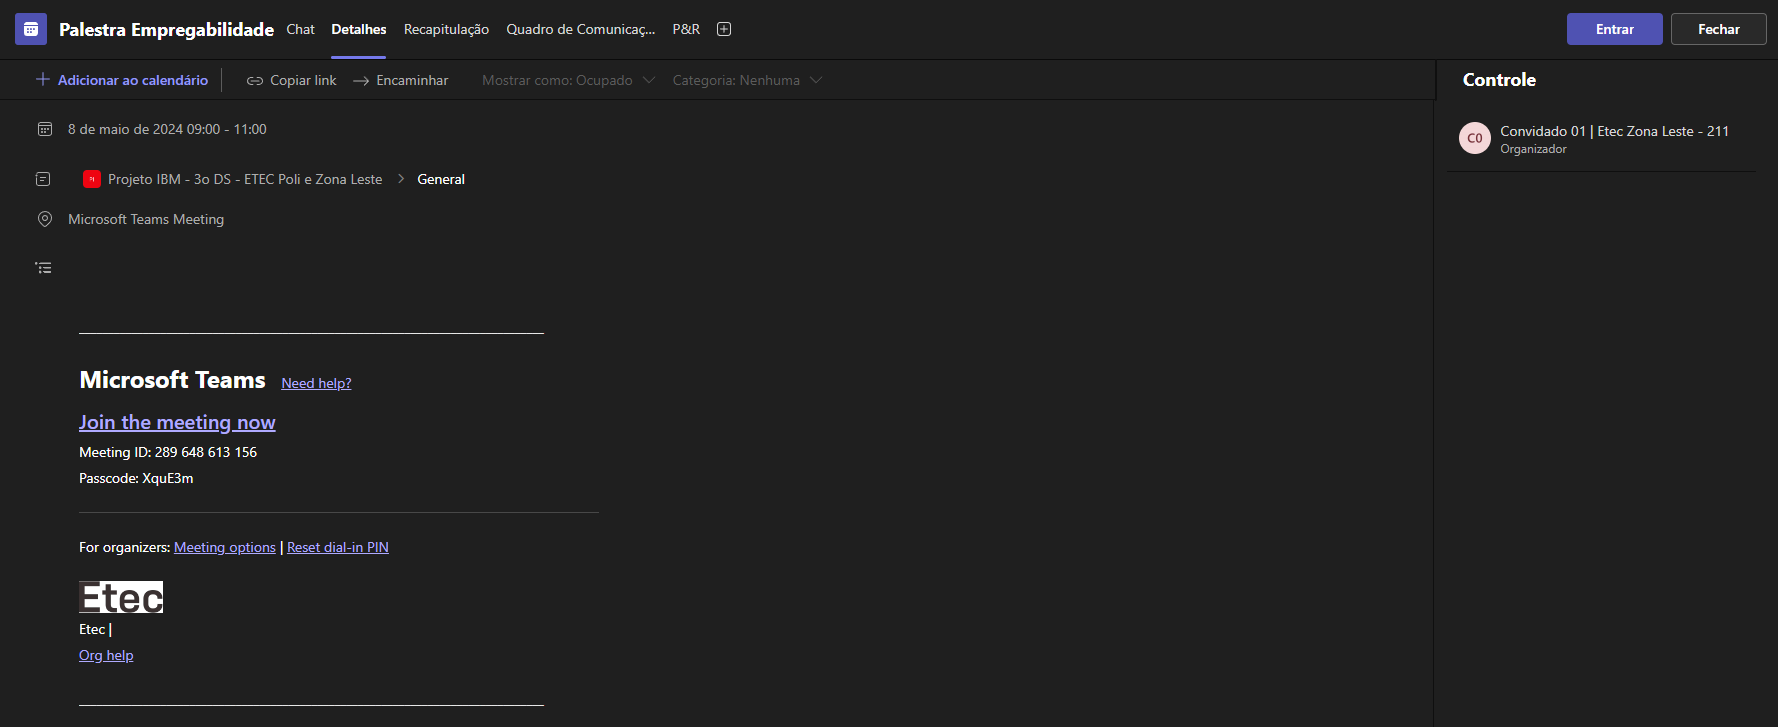 Palestra Empregabilidade Chat Detalhes Recapitulação Quadro de Comunicaç... P&R
Entrar Fechar
Adicionar ao calendário Copiar link Encaminhar Mostrar como: Ocupado Categoria: Nenhuma
Controle
8 de maio de 2024 09:00 - 11:00
C0 Convidado 01 | Etec Zona Leste - 211
Organizador
Projeto IBM - 3o DS - ETEC Poli e Zona Leste > General
Microsoft Teams Meeting
Microsoft Teams Need help?
Join the meeting now
Meeting ID: 289 648 613 156
Passcode: XquE3m
For organizers: Meeting options | Reset dial-in PIN
Etec
Etec |
Org help